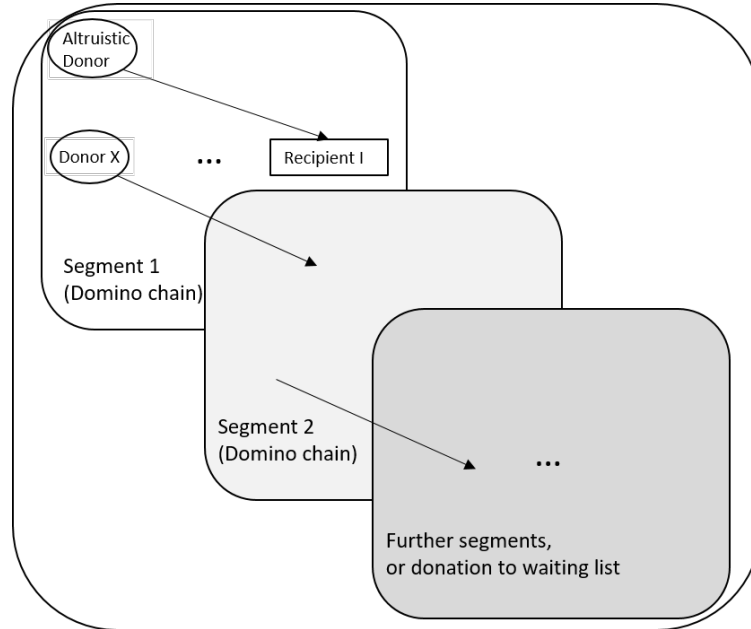 Altruistic
Donor
Donor X
...
Recipient I
Segment 1
(Domino chain)
Segment 2
(Domino chain)
...
Further segments,
or donation to waiting list